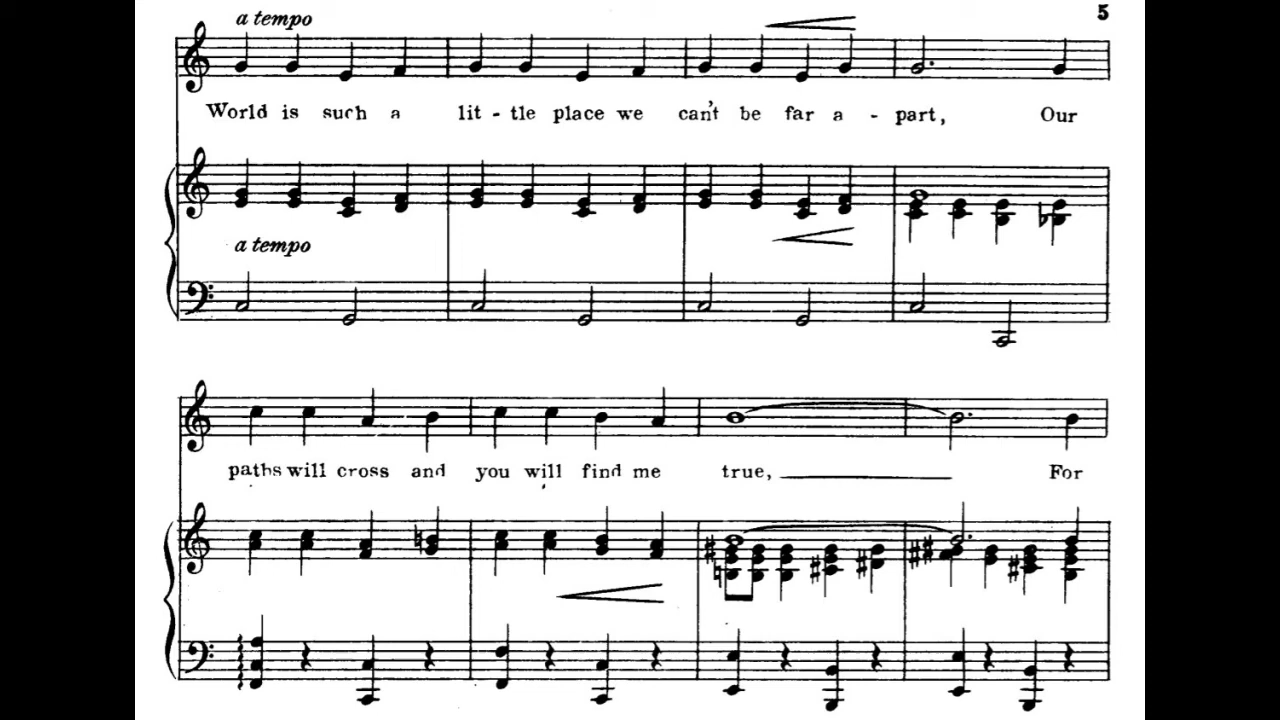 a tempo 5
World is such a lit - tle place we can't be far a - part, Our
a tempo
paths will cross and you will find me true, For